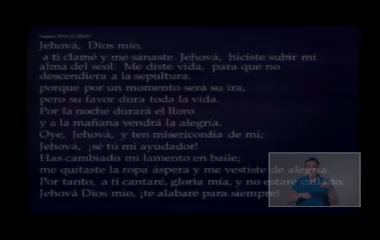 Jehová, Dios mío,
a ti clamé y me sanaste. Jehová, hiciste subir mi
alma del seol. Me diste vida, para que no
descendiera a la sepultura.
porque por un momento será su ira,
pero su favor dura toda la vida.
Por la noche durará el lloro
y a la mañana vendrá la alegría.
Oye, Jehová, y ten misericordia de mí;
Jehová, ¡sé tú mi ayudador!
Has cambiado mi lamento en baile;
me quitaste la ropa áspera y me vestiste de alegría.
Por tanto, a ti cantaré, gloria mía, y no estaré callado.
Jehová Dios mío, ¡te alabaré para siempre!